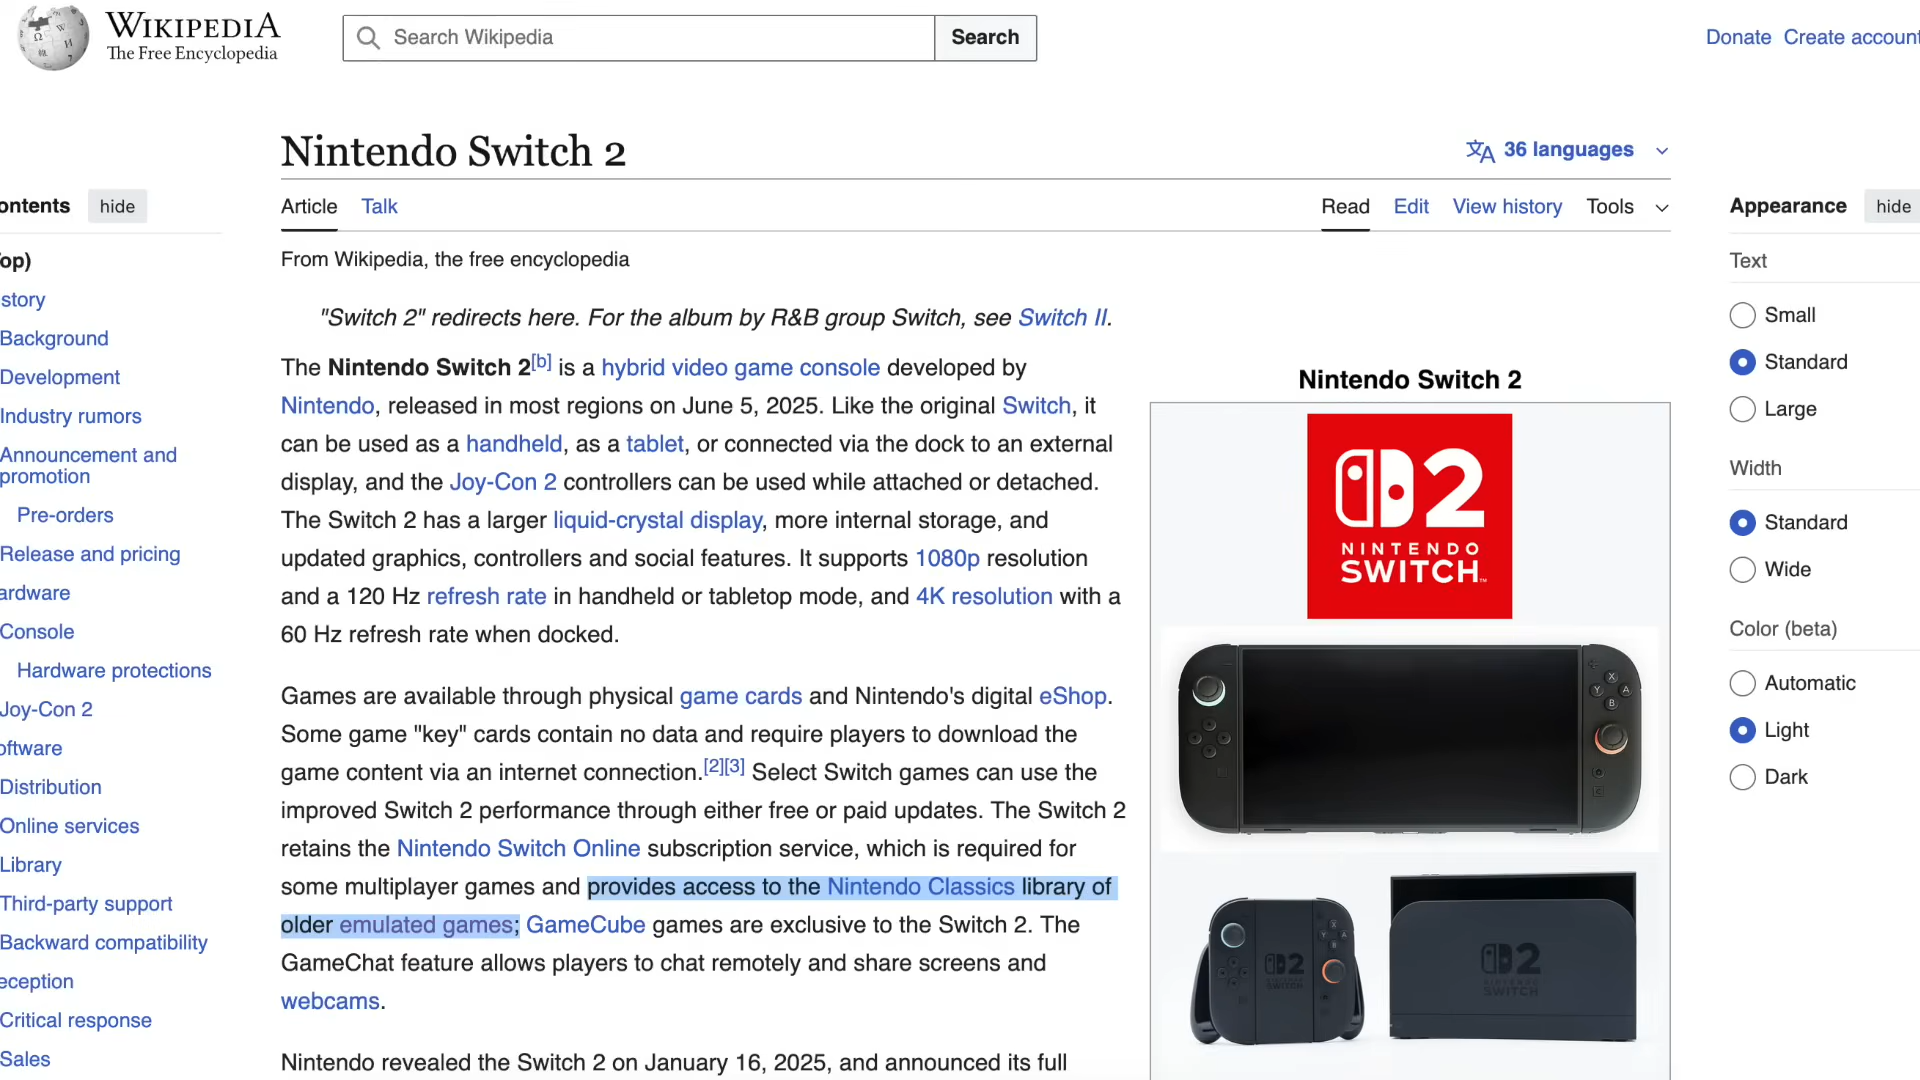 WIKIPEDIA
The Free Encyclopedia
Search Wikipedia
Search
Donate Create account
Nintendo Switch 2
36 languages
Article Talk
Read Edit View history Tools
From Wikipedia, the free encyclopedia
"Switch 2" redirects here. For the album by R&B group Switch, see Switch II.
The Nintendo Switch 2[b] is a hybrid video game console developed by
Nintendo, released in most regions on June 5, 2025. Like the original Switch, it
can be used as a handheld, as a tablet, or connected via the dock to an external
display, and the Joy-Con 2 controllers can be used while attached or detached.
The Switch 2 has a larger liquid-crystal display, more internal storage, and
updated graphics, controllers and social features. It supports 1080p resolution
and a 120 Hz refresh rate in handheld or tabletop mode, and 4K resolution with a
60 Hz refresh rate when docked.
Games are available through physical game cards and Nintendo's digital eShop.
Some game "key" cards contain no data and require players to download the
game content via an internet connection.[2][3] Select Switch games can use the
improved Switch 2 performance through either free or paid updates. The Switch 2
retains the Nintendo Switch Online subscription service, which is required for
some multiplayer games and provides access to the Nintendo Classics library of
older emulated games; GameCube games are exclusive to the Switch 2. The
GameChat feature allows players to chat remotely and share screens and
webcams.
Nintendo revealed the Switch 2 on January 16, 2025, and announced its full
ontents hide
op)
story
Background
Development
Industry rumors
Announcement and
promotion
Pre-orders
Release and pricing
ardware
Console
Hardware protections
Joy-Con 2
oftware
Distribution
Online services
Library
Third-party support
Backward compatibility
eception
Critical response
Sales
Nintendo Switch 2
2
NINTENDO
SWITCH
TM
X
Y A
B
2
NINTENDO
SWITCH
2
NINTENDO
SWITCH
Appearance hide
Text
Small
Standard
Large
Width
Standard
Wide
Color (beta)
Automatic
Light
Dark